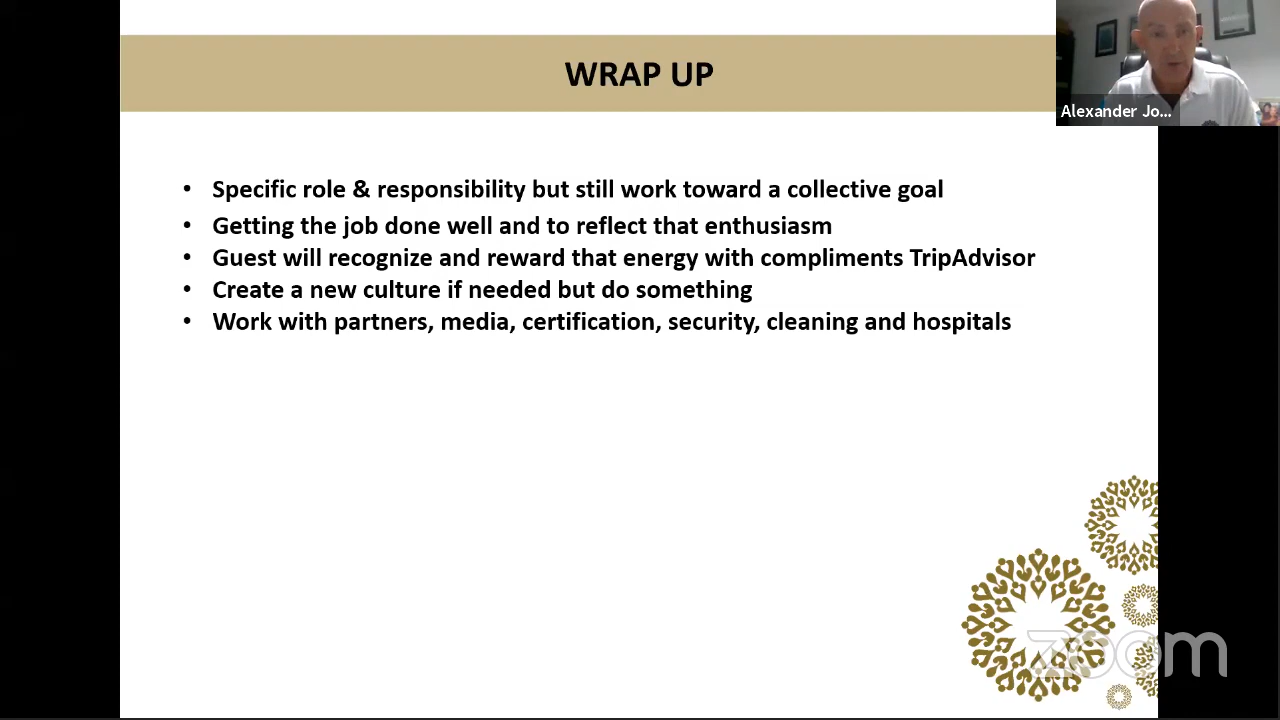 WRAP UP
Alexander Jo...
• Specific role & responsibility but still work toward a collective goal
• Getting the job done well and to reflect that enthusiasm
• Guest will recognize and reward that energy with compliments TripAdvisor
• Create a new culture if needed but do something
• Work with partners, media, certification, security, cleaning and hospitals
zoom